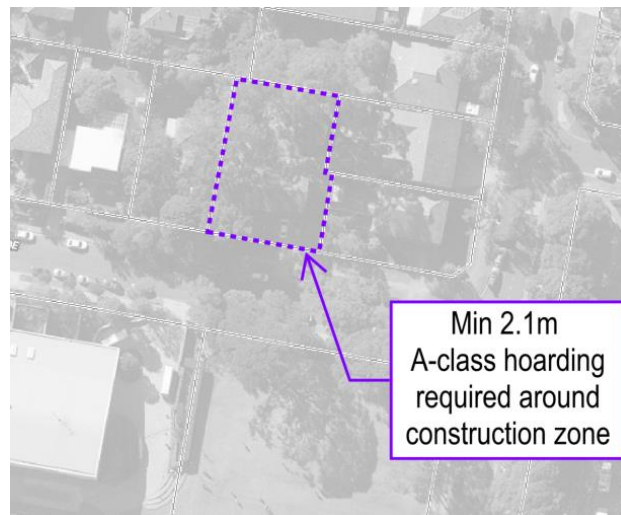 Min 2.1m
A-class hoarding
required around
construction zone